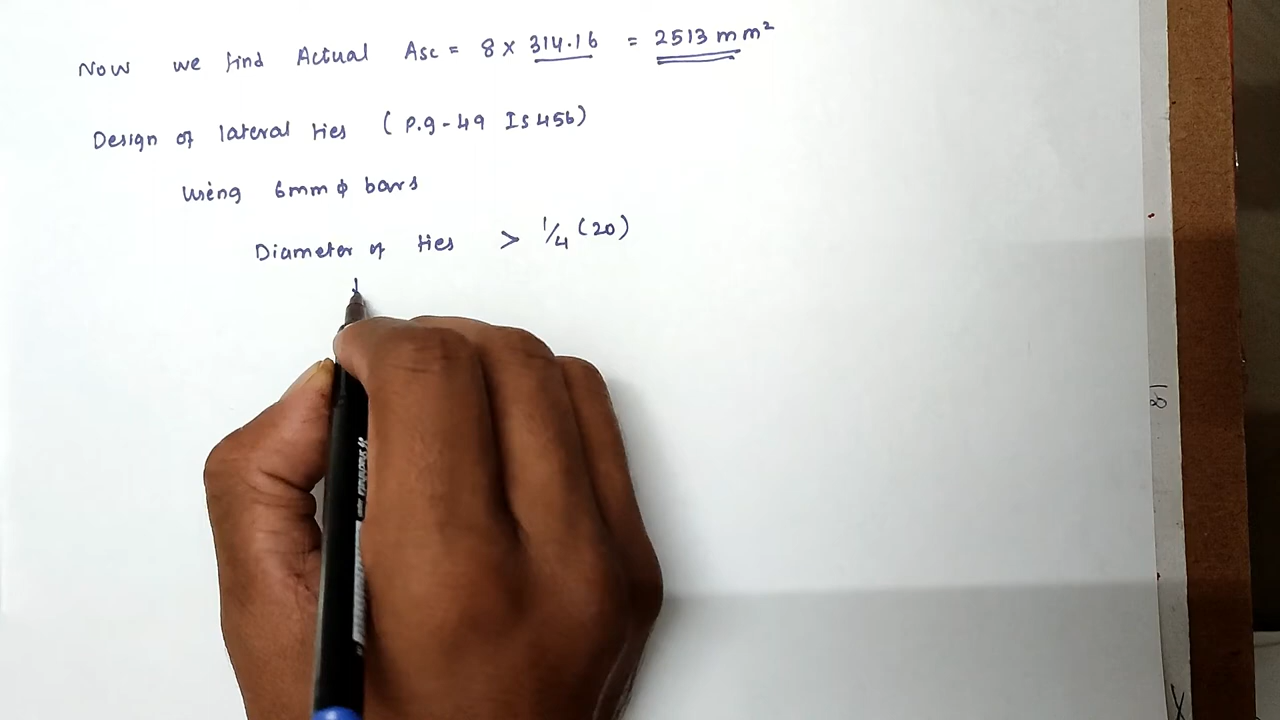 Now we find Actual Asc = 8 × 314.16 = 2513 mm²
Design of lateral ties ( P.g - 49 Is 456)
Using 6mm ϕ bars
Diameter of ties > 1/4 (20)